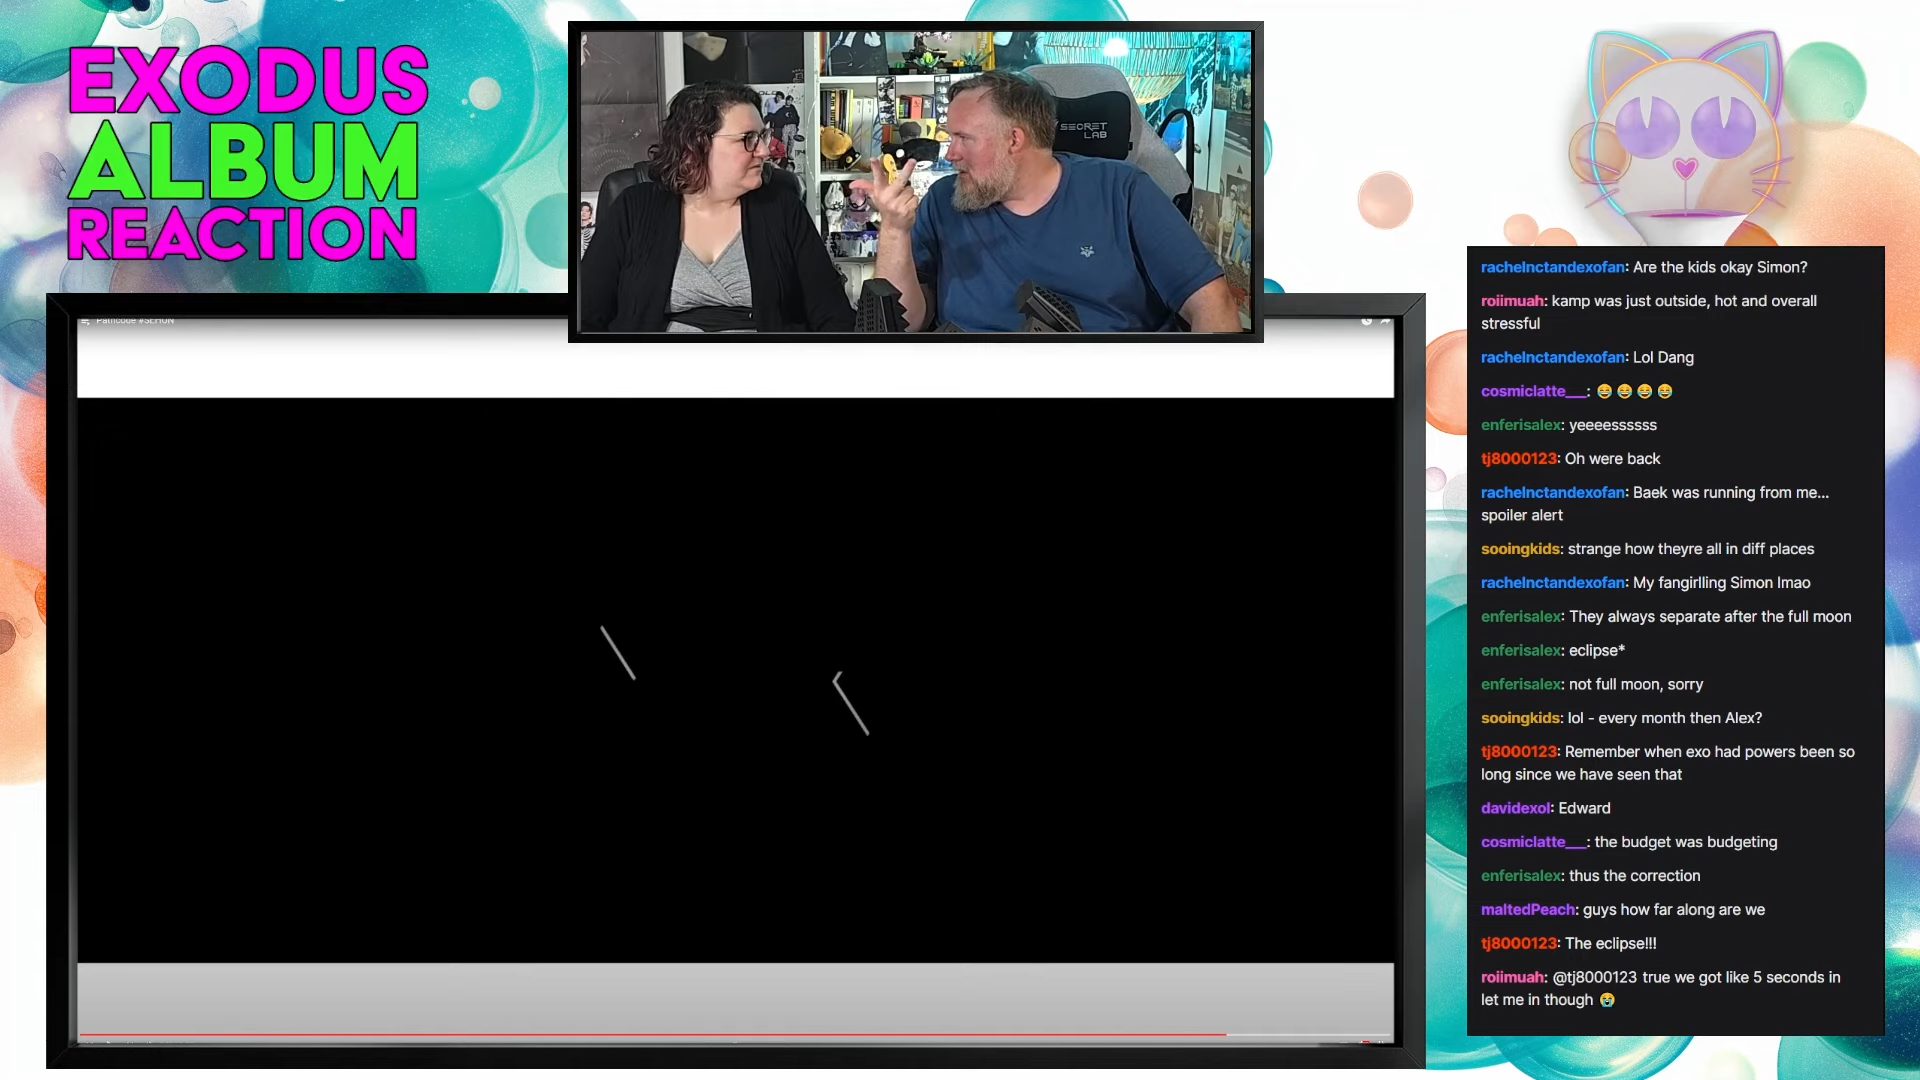 EXODUS
ALBUM
REACTION
SECRET
LAB
Pathcode #SEHUN
rachelnctandexofan: Are the kids okay Simon?
roiimuah: kamp was just outside, hot and overall
stressful
rachelnctandexofan: Lol Dang
cosmiclatte__: 😂 😂 😂 😂
enferisalex: yeeeessssss
tj8000123: Oh were back
rachelnctandexofan: Baek was running from me...
spoiler alert
sooingkids: strange how theyre all in diff places
rachelnctandexofan: My fangirlling Simon lmao
enferisalex: They always separate after the full moon
enferisalex: eclipse*
enferisalex: not full moon, sorry
sooingkids: lol - every month then Alex?
tj8000123: Remember when exo had powers been so
long since we have seen that
davidexol: Edward
cosmiclatte__: the budget was budgeting
enferisalex: thus the correction
maltedPeach: guys how far along are we
tj8000123: The eclipse!!!
roiimuah: @tj8000123 true we got like 5 seconds in
let me in though 😭